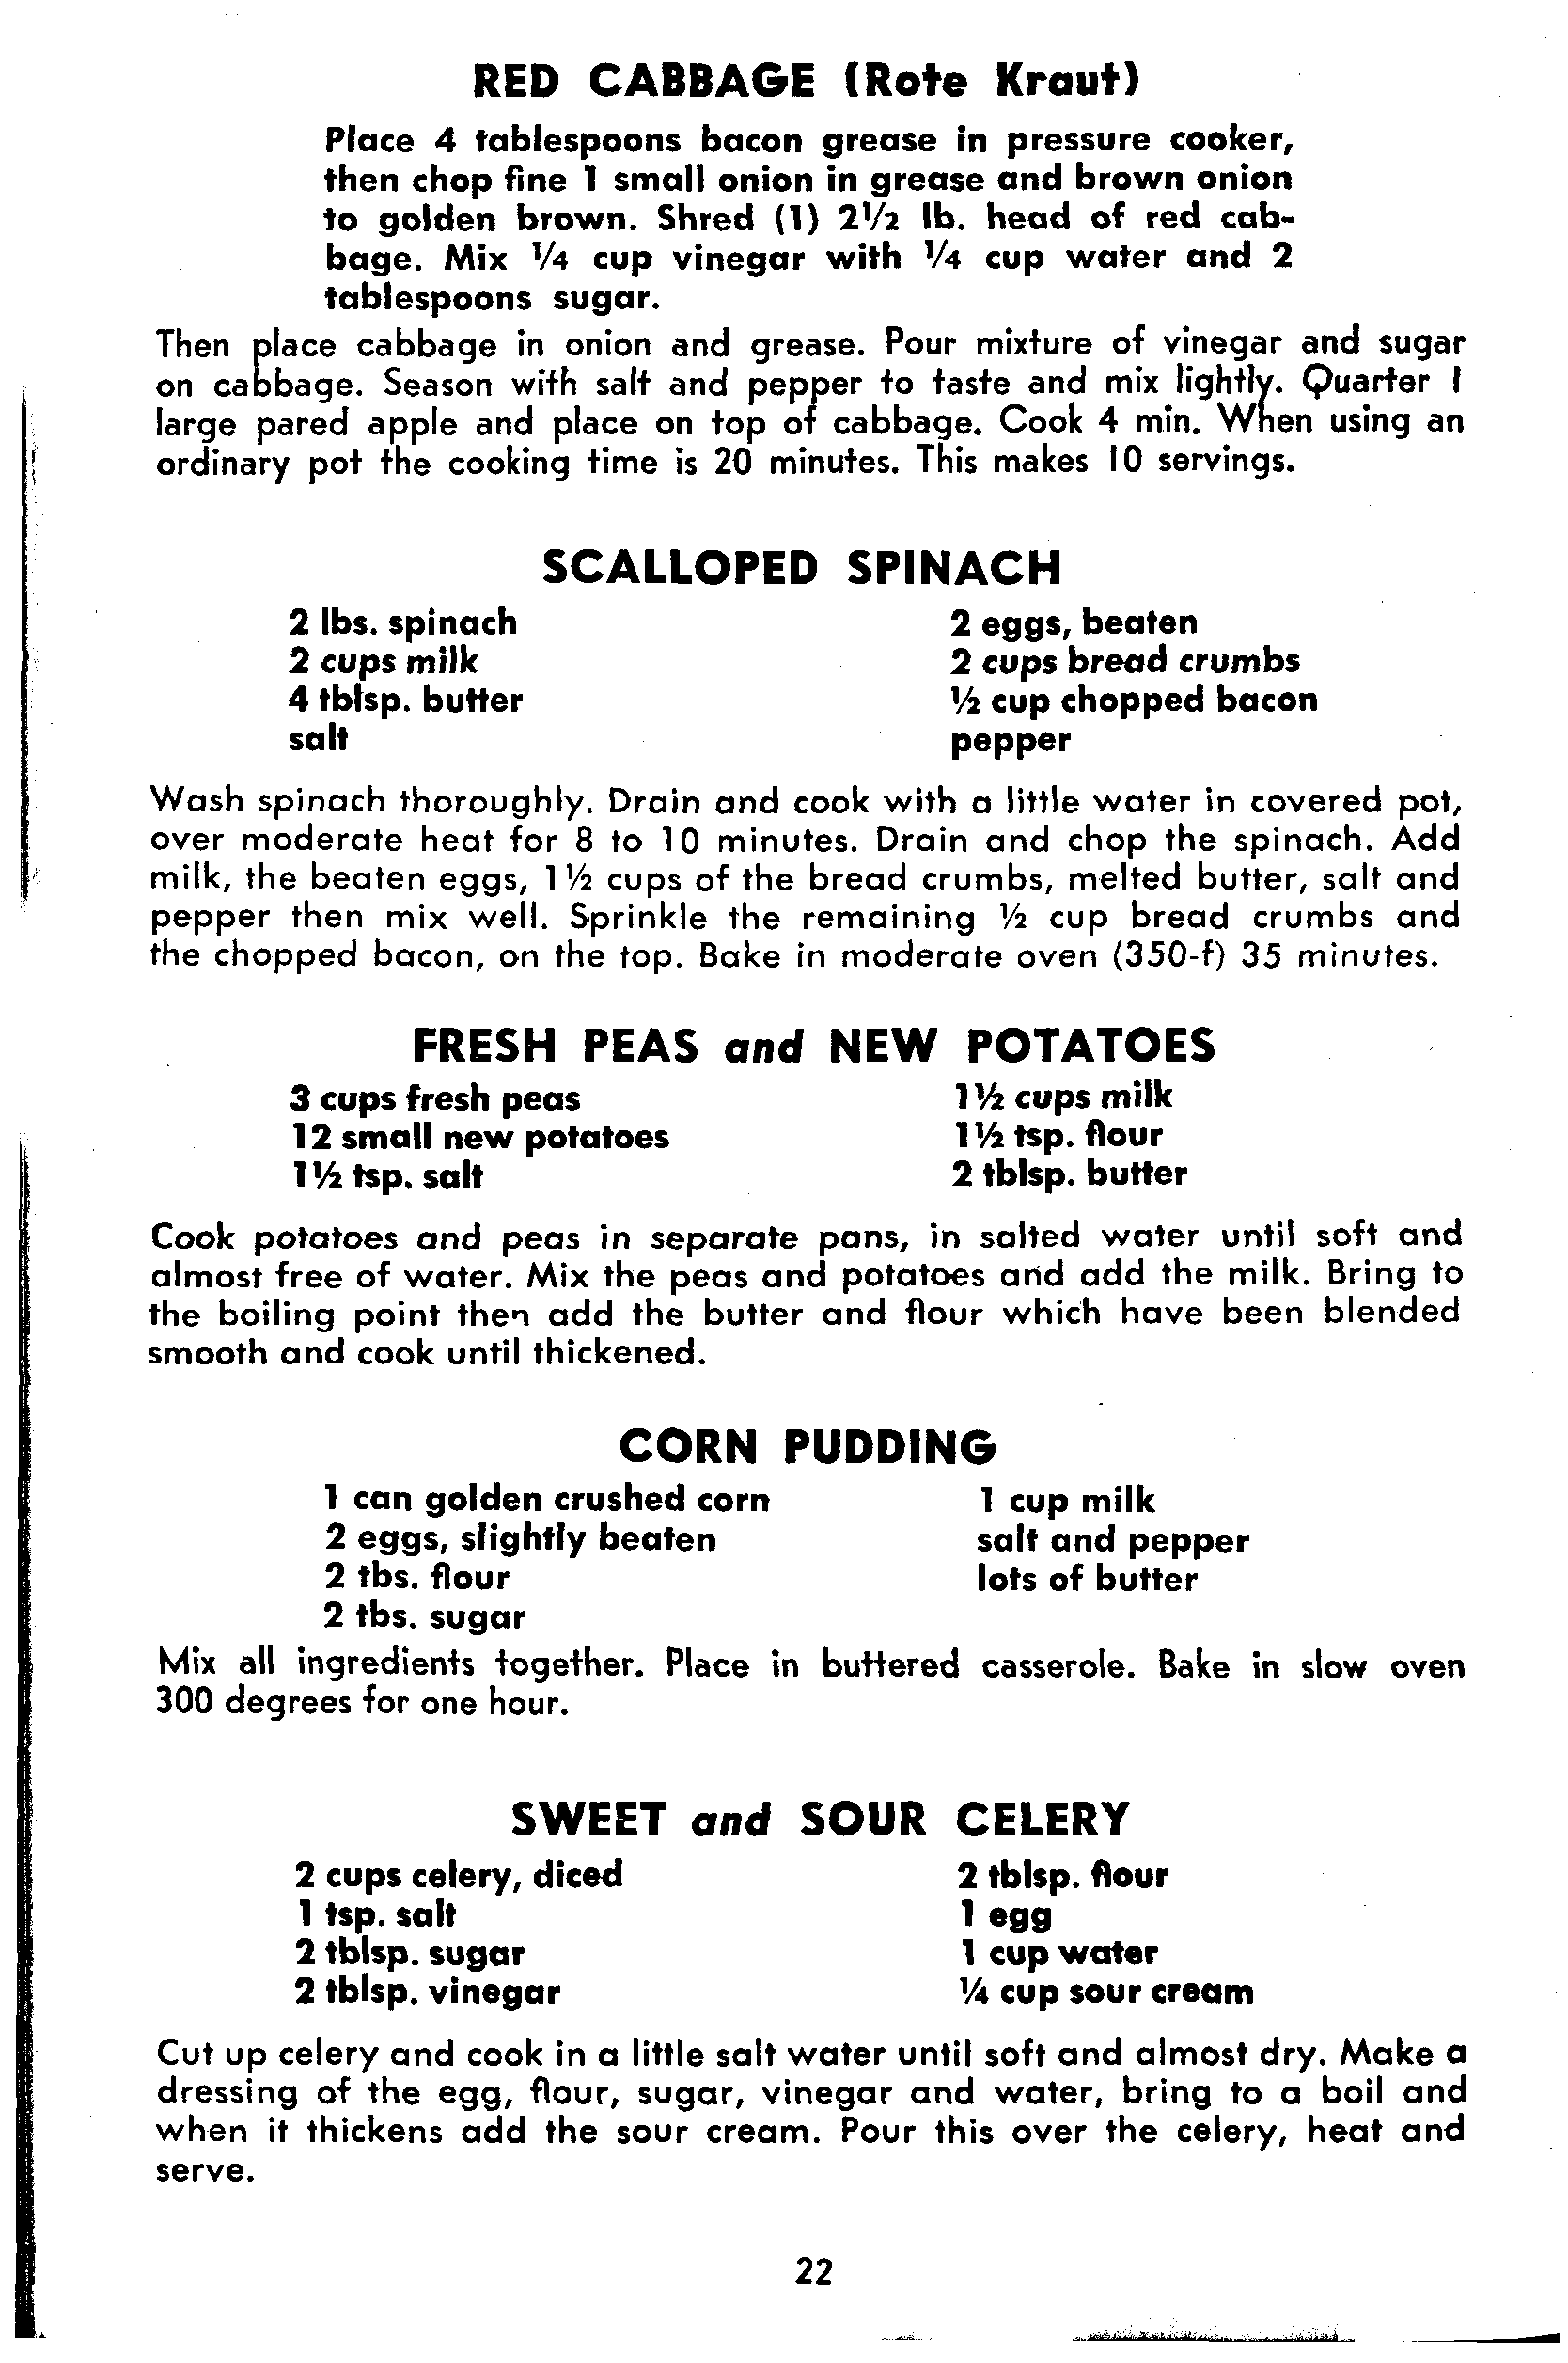 RED CABBAGE (Rote Kraut)
Place 4 tablespoons bacon grease in pressure cooker,
then chop fine 1 small onion in grease and brown onion
to golden brown. Shred (1) 2½ lb. head of red cab-
bage. Mix ¼ cup vinegar with ¼ cup water and 2
tablespoons sugar.
Then place cabbage in onion and grease. Pour mixture of vinegar and sugar
on cabbage. Season with salt and pepper to taste and mix lightly. Quarter 1
large pared apple and place on top of cabbage. Cook 4 min. When using an
ordinary pot the cooking time is 20 minutes. This makes 10 servings.
SCALLOPED SPINACH
2 lbs. spinach
2 cups milk
4 tblsp. butter
salt
2 eggs, beaten
2 cups bread crumbs
½ cup chopped bacon
pepper
Wash spinach thoroughly. Drain and cook with a little water in covered pot,
over moderate heat for 8 to 10 minutes. Drain and chop the spinach. Add
milk, the beaten eggs, 1½ cups of the bread crumbs, melted butter, salt and
pepper then mix well. Sprinkle the remaining ½ cup bread crumbs and
the chopped bacon, on the top. Bake in moderate oven (350-f) 35 minutes.
FRESH PEAS and NEW POTATOES
3 cups fresh peas
12 small new potatoes
1½ tsp. salt
1½ cups milk
1½ tsp. flour
2 tblsp. butter
Cook potatoes and peas in separate pans, in salted water until soft and
almost free of water. Mix the peas and potatoes and add the milk. Bring to
the boiling point then add the butter and flour which have been blended
smooth and cook until thickened.
CORN PUDDING
1 can golden crushed corn
2 eggs, slightly beaten
2 tbs. flour
2 tbs. sugar
1 cup milk
salt and pepper
lots of butter
Mix all ingredients together. Place in buttered casserole. Bake in slow oven
300 degrees for one hour.
SWEET and SOUR CELERY
2 cups celery, diced
1 tsp. salt
2 tblsp. sugar
2 tblsp. vinegar
2 tblsp. flour
1 egg
1 cup water
¼ cup sour cream
Cut up celery and cook in a little salt water until soft and almost dry. Make a
dressing of the egg, flour, sugar, vinegar and water, bring to a boil and
when it thickens add the sour cream. Pour this over the celery, heat and
serve.
22